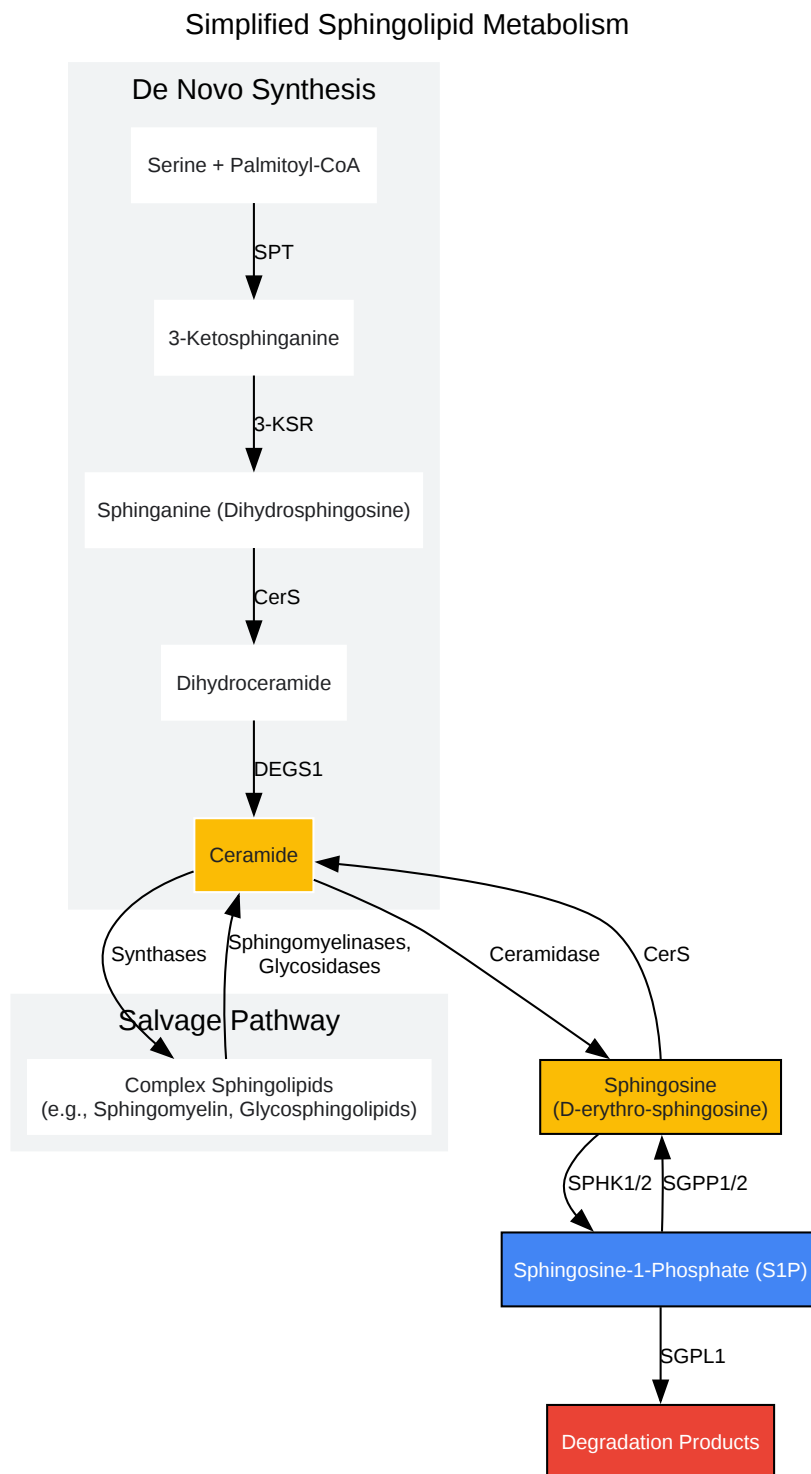 Simplified Sphingolipid Metabolism
De Novo Synthesis
Serine + Palmitoyl-CoA
SPT
3-Ketosphinganine
3-KSR
Sphinganine (Dihydrosphingosine)
CerS
Dihydroceramide
DEGS1
Ceramide
Synthases
Sphingomyelinases,
Glycosidases
Ceramidase
CerS
Salvage Pathway
Complex Sphingolipids
(e.g., Sphingomyelin, Glycosphingolipids)
Sphingosine
(D-erythro-sphingosine)
SPHK1/2
SGPP1/2
Sphingosine-1-Phosphate (S1P)
SGPL1
Degradation Products